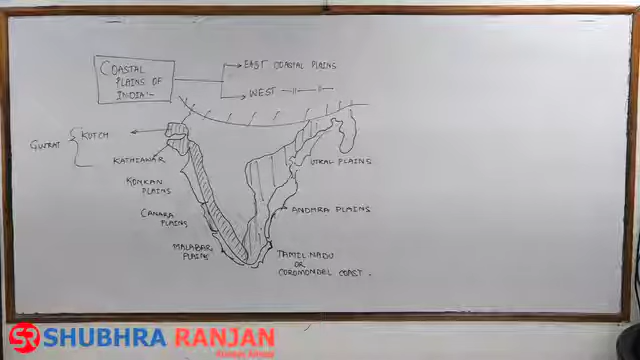 COASTAL
PLAINS OF
INDIA:-
EAST COASTAL PLAINS
WEST —"— —"—
GUJRAT
KUTCH
KATHIAWAR
KONKAN
PLAINS
CANARA
PLAINS
MALABAR
PLAINS
UTKAL PLAINS
ANDHRA PLAINS
TAMIL NADU
OR
COROMONDEL COAST.
SR SHUBHRA RANJAN